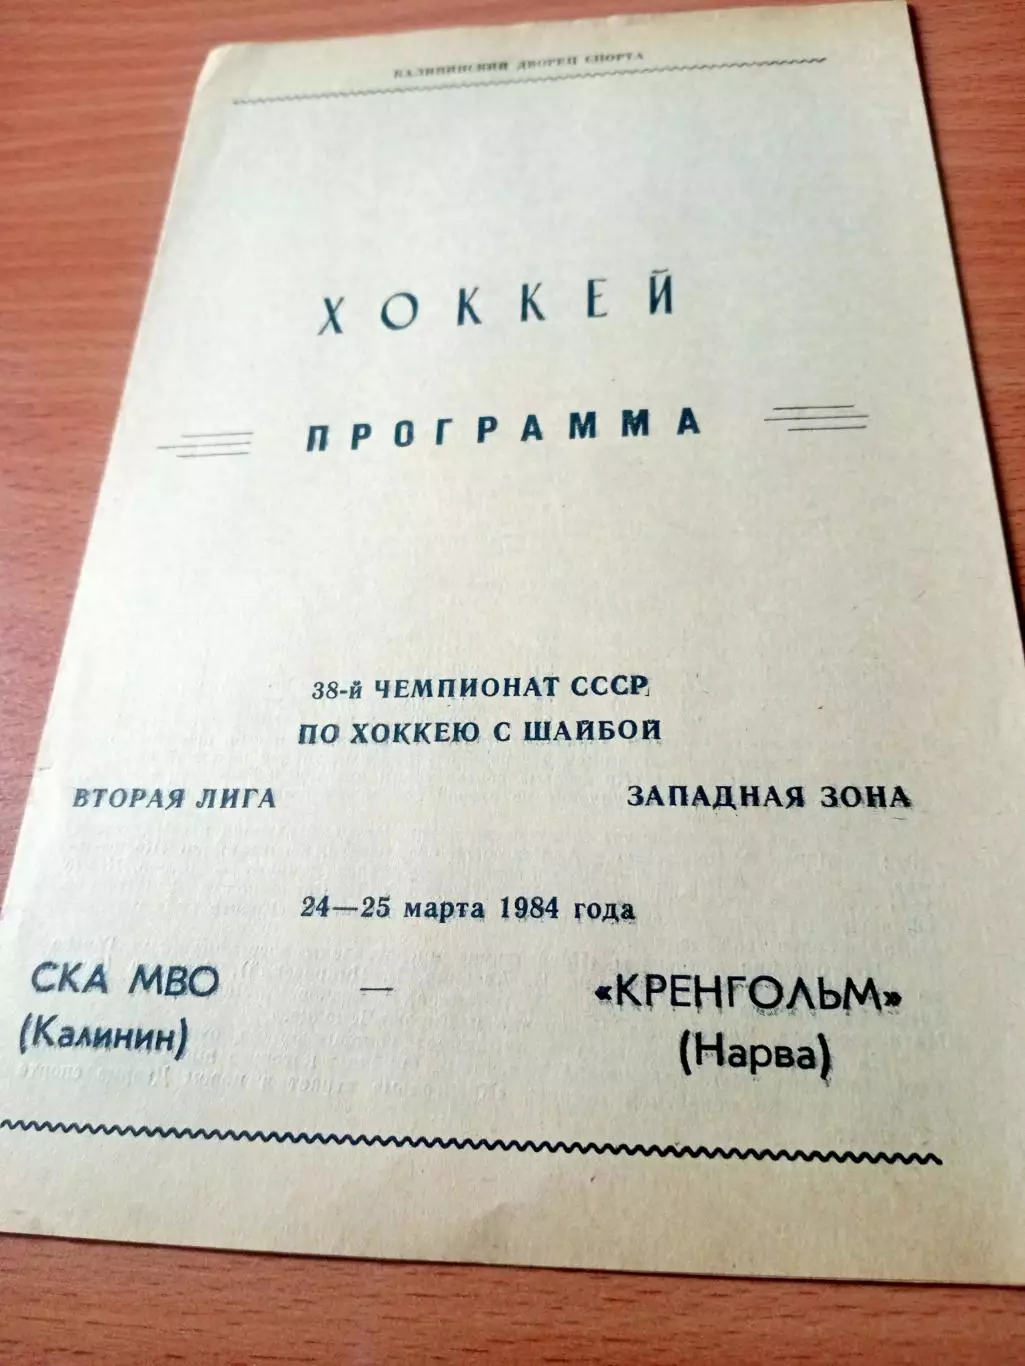 КАЛИНИНСКИЙ ДВОРЕЦ СПОРТА
ХОККЕЙ
ПРОГРАММА
38-й ЧЕМПИОНАТ СССР
ПО ХОККЕЮ С ШАЙБОЙ
ВТОРАЯ ЛИГА ЗАПАДНАЯ ЗОНА
24—25 марта 1984 года
СКА МВО — «КРЕНГОЛЬМ»
(Калинин) (Нарва)